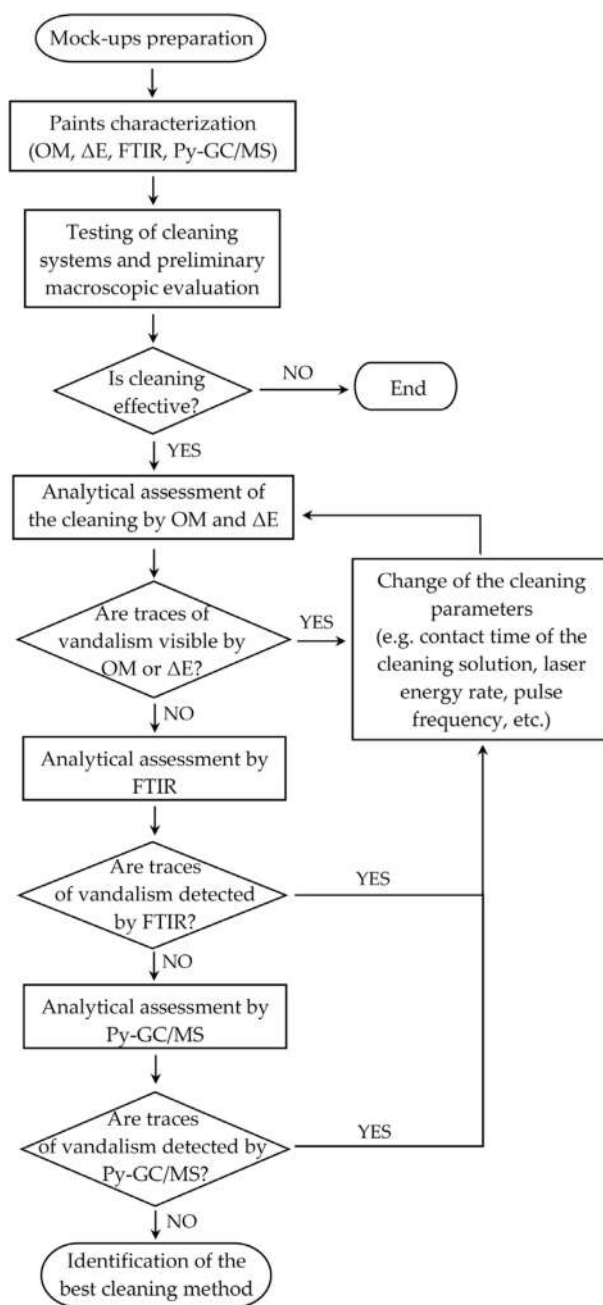 Mock-ups preparation
Paints characterization
(OM, ΔE, FTIR, Py-GC/MS)
Testing of cleaning
systems and preliminary
macroscopic evaluation
Is cleaning
effective?
NO
End
YES
Analytical assessment of
the cleaning by OM and ΔE
Are traces of
vandalism visible by
OM or ΔE?
YES
Change of the cleaning
parameters
(e.g. contact time of the
cleaning solution, laser
energy rate, pulse
frequency, etc.)
NO
Analytical assessment by
FTIR
Are traces
of vandalism detected
by FTIR?
YES
NO
Analytical assessment by
Py-GC/MS
Are traces
of vandalism detected by
Py-GC/MS?
YES
NO
Identification of the
best cleaning method